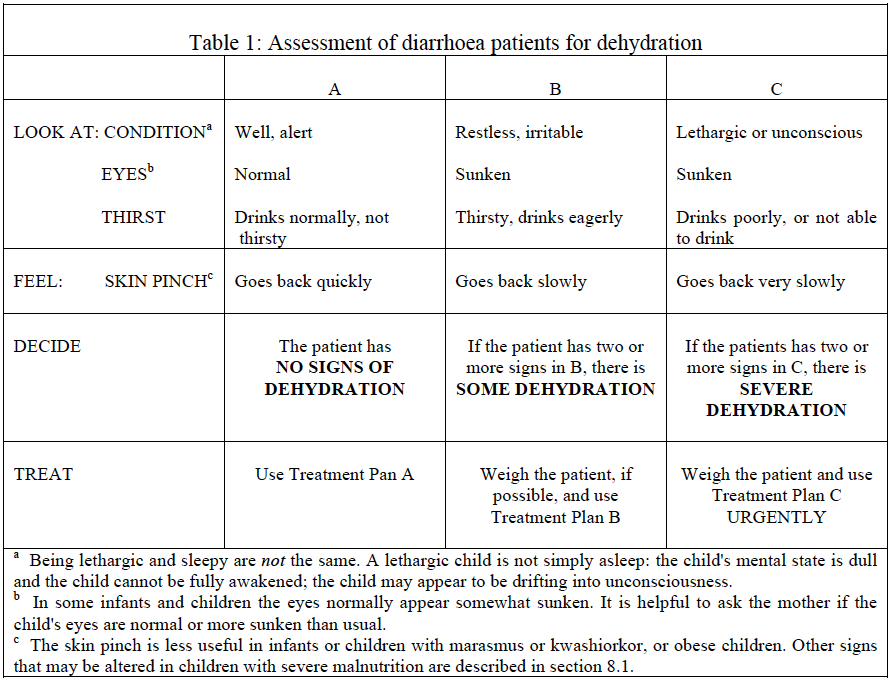 Table 1: Assessment of diarrhoea patients for dehydration
A B C
LOOK AT: CONDITIONa Well, alert Restless, irritable Lethargic or unconscious
EYESb Normal Sunken Sunken
THIRST Drinks normally, not Thirsty, drinks eagerly Drinks poorly, or not able
thirsty to drink
FEEL: SKIN PINCHc Goes back quickly Goes back slowly Goes back very slowly
DECIDE The patient has If the patient has two or If the patients has two or
NO SIGNS OF more signs in B, there is more signs in C, there is
DEHYDRATION SOME DEHYDRATION SEVERE
DEHYDRATION
TREAT Use Treatment Pan A Weigh the patient, if Weigh the patient and use
possible, and use Treatment Plan C
Treatment Plan B URGENTLY
a Being lethargic and sleepy are not the same. A lethargic child is not simply asleep: the child's mental state is dull
and the child cannot be fully awakened; the child may appear to be drifting into unconsciousness.
b In some infants and children the eyes normally appear somewhat sunken. It is helpful to ask the mother if the
child's eyes are normal or more sunken than usual.
c The skin pinch is less useful in infants or children with marasmus or kwashiorkor, or obese children. Other signs
that may be altered in children with severe malnutrition are described in section 8.1.